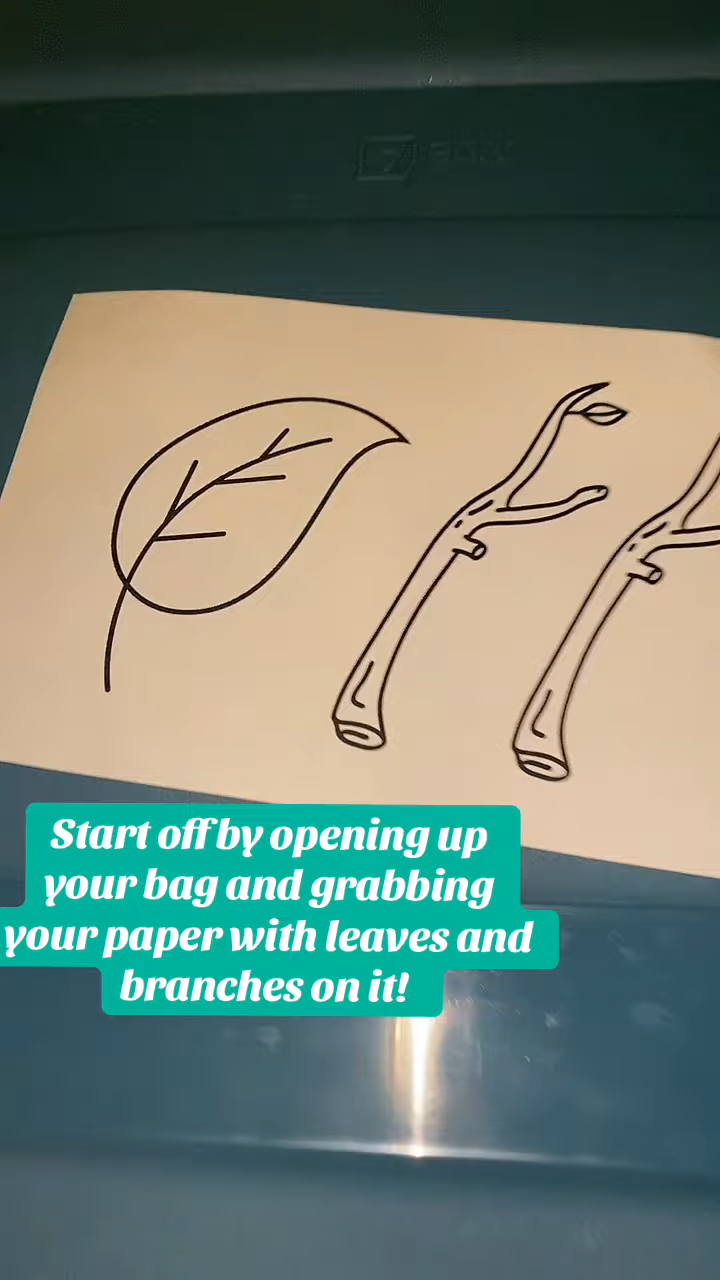 Start off by opening up
your bag and grabbing
your paper with leaves and
branches on it!